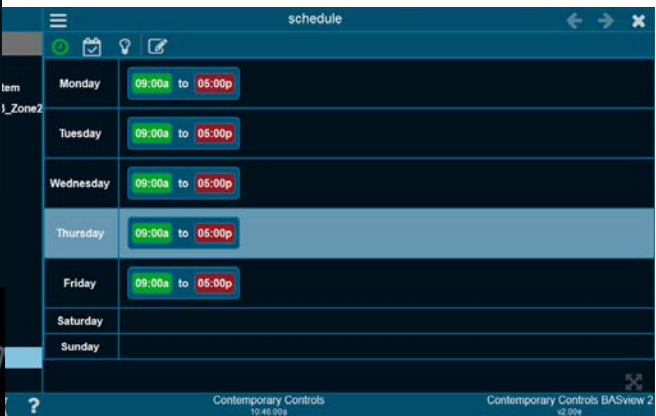 schedule
tem
Monday 09:00a to 05:00p
_Zone2
Tuesday 09:00a to 05:00p
Wednesday 09:00a to 05:00p
Thursday 09:00a to 05:00p
Friday 09:00a to 05:00p
Saturday
Sunday
? Contemporary Controls Contemporary Controls BASview 2
10:46:00a v2.00e